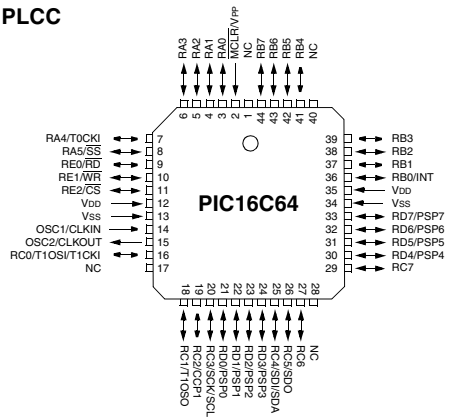 PLCC
RA3
RA2
RA1
RA0
MCLR/VPP
NC
RB7
RB6
RB5
RB4
NC
6
5
4
3
2
1
44
43
42
41
40
RA4/T0CKI 7
RA5/SS 8
RE0/RD 9
RE1/WR 10
RE2/CS 11
VDD 12
VSS 13
OSC1/CLKIN 14
OSC2/CLKOUT 15
RC0/T1OSI/T1CKI 16
NC 17
PIC16C64
39 RB3
38 RB2
37 RB1
36 RB0/INT
35 VDD
34 VSS
33 RD7/PSP7
32 RD6/PSP6
31 RD5/PSP5
30 RD4/PSP4
29 RC7
18
19
20
21
22
23
24
25
26
27
28
RC1/T1OSO
RC2/CCP1
RC3/SCK/SCL
RD0/PSP0
RD1/PSP1
RD2/PSP2
RD3/PSP3
RC4/SDI/SDA
RC5/SDO
RC6
NC